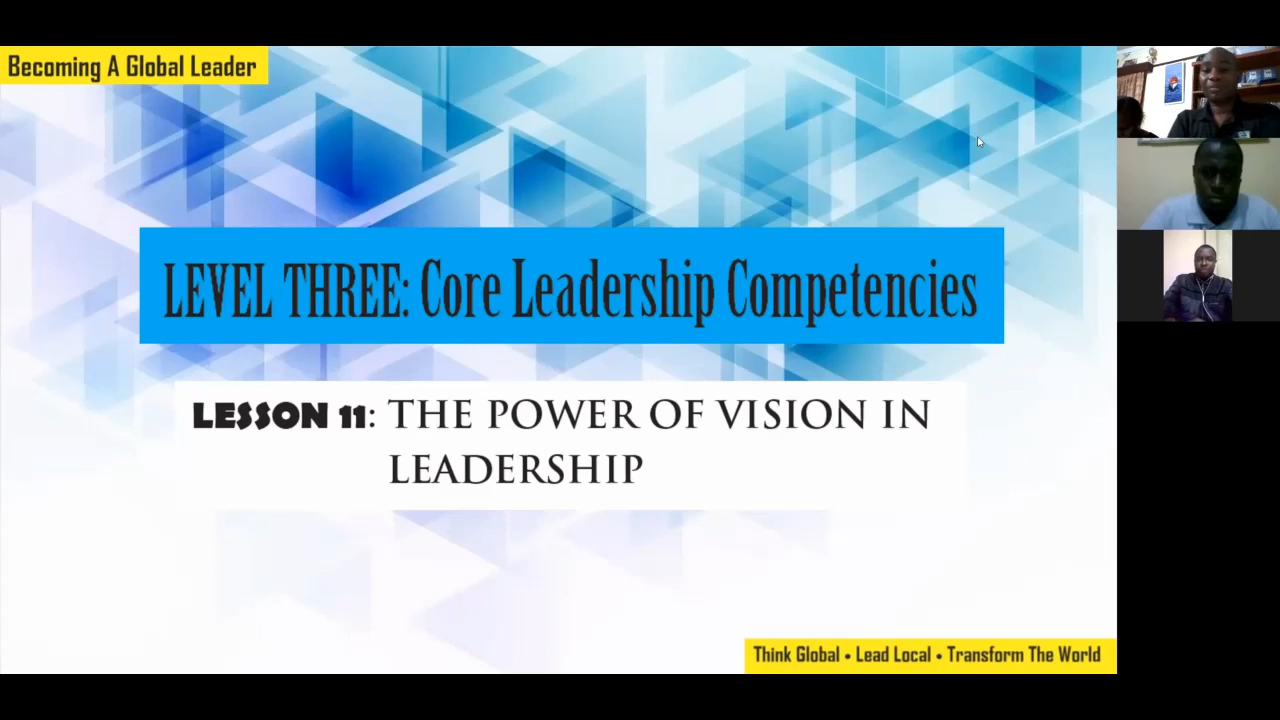 Becoming A Global Leader
LEVEL THREE: Core Leadership Competencies
LESSON 11: THE POWER OF VISION IN
LEADERSHIP
Think Global • Lead Local • Transform The World